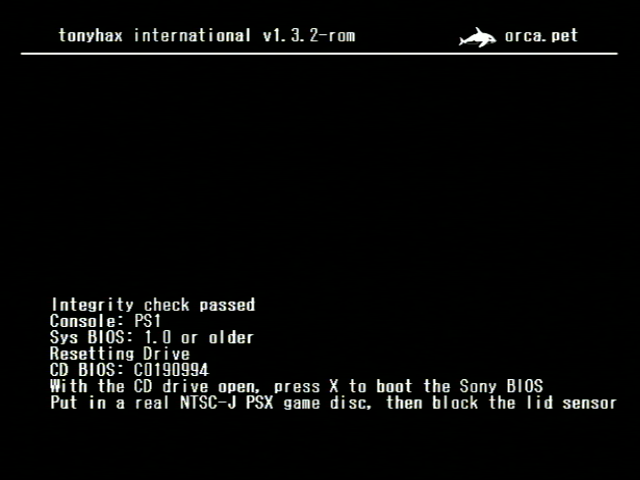 tonyhax international v1.3.2-rom
orca.pet
Integrity check passed
Console: PS1
Sys BIOS: 1.0 or older
Resetting Drive
CD BIOS: C0190994
With the CD drive open, press X to boot the Sony BIOS
Put in a real NTSC-J PSX game disc, then block the lid sensor